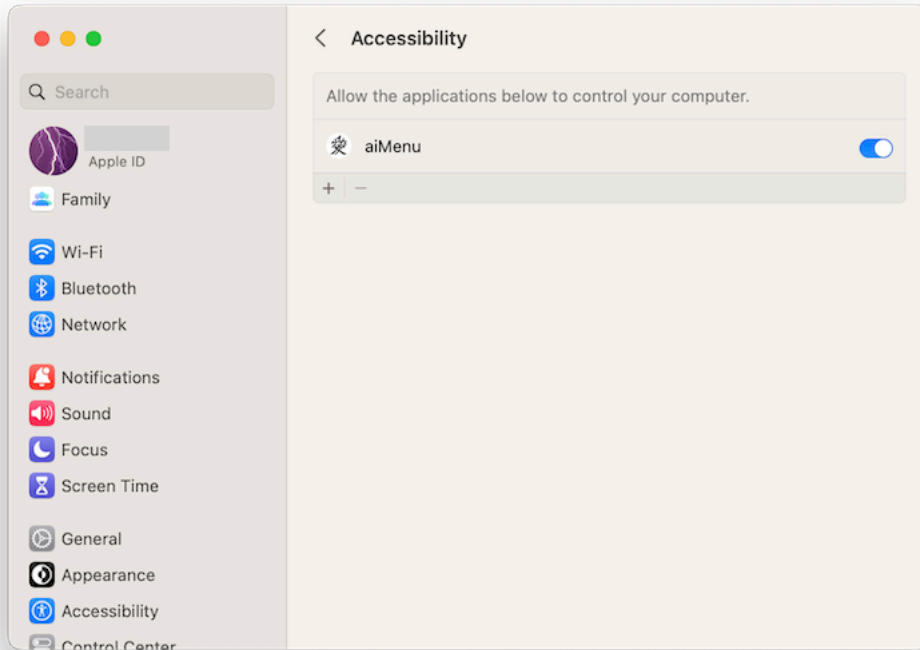 Search
Apple ID
Family
Wi-Fi
Bluetooth
Network
Notifications
Sound
Focus
Screen Time
General
Appearance
Accessibility
Control Center
Accessibility
Allow the applications below to control your computer.
愛 aiMenu